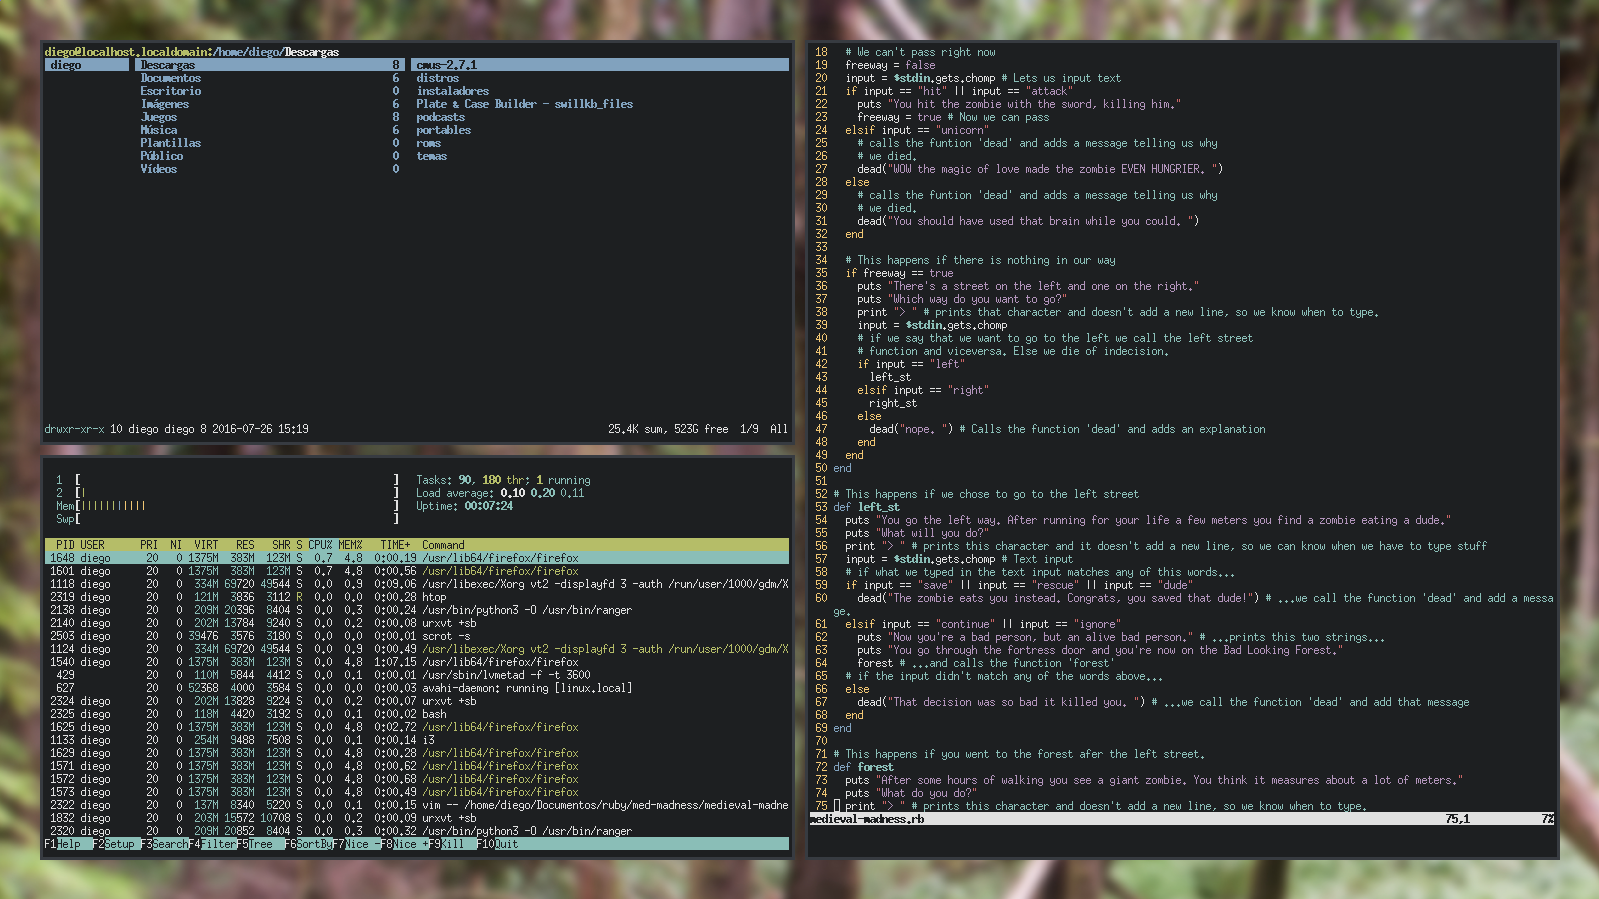 diego@localhost.localdomain:/home/diego/Descargas
diego Descargas 8 cmus-2.7.1
Documentos 6 distros
Escritorio 0 instaladores
Imágenes 6 Plate & Case Builder - swillkb_files
Juegos 8 podcasts
Música 6 portables
Plantillas 0 roms
Público 0 temas
Vídeos 0
drwxr-xr-x 10 diego diego 8 2016-07-26 15:19 25.4K sum, 523G free 1/9 All
1 [ ] Tasks: 90, 180 thr; 1 running
2 [| ] Load average: 0.10 0.20 0.11
Mem[||||||||||| ] Uptime: 00:07:24
Swp[ ]
PID USER PRI NI VIRT RES SHR S CPU% MEM% TIME+ Command
1648 diego 20 0 1375M 383M 123M S 0.7 4.8 0:00.19 /usr/lib64/firefox/firefox
1601 diego 20 0 1375M 383M 123M S 0.0 4.8 0:00.56 /usr/lib64/firefox/firefox
1118 diego 20 0 334M 69720 49544 S 0.0 0.9 0:09.06 /usr/libexec/Xorg vt2 -displayfd 3 -auth /run/user/1000/gdm/X
2319 diego 20 0 121M 3836 3112 R 0.0 0.0 0:00.28 htop
2138 diego 20 0 209M 20396 8404 S 0.0 0.3 0:00.24 /usr/bin/python3 -O /usr/bin/ranger
2140 diego 20 0 202M 13784 9240 S 0.0 0.2 0:00.08 urxvt +sb
2503 diego 20 0 39476 3576 3180 S 0.0 0.0 0:00.01 scrot -s
1124 diego 20 0 334M 69720 49544 S 0.0 0.9 0:00.49 /usr/libexec/Xorg vt2 -displayfd 3 -auth /run/user/1000/gdm/X
1540 diego 20 0 1375M 383M 123M S 0.0 4.8 1:07.15 /usr/lib64/firefox/firefox
429 20 0 110M 5844 4412 S 0.0 0.1 0:00.01 /usr/sbin/lvmetad -f -t 3600
627 20 0 52368 4000 3584 S 0.0 0.0 0:00.03 avahi-daemon: running [linux.local]
2324 diego 20 0 202M 13828 9224 S 0.0 0.2 0:00.07 urxvt +sb
2325 diego 20 0 118M 4420 3192 S 0.0 0.1 0:00.02 bash
1625 diego 20 0 1375M 383M 123M S 0.0 4.8 0:02.72 /usr/lib64/firefox/firefox
1133 diego 20 0 254M 9488 7508 S 0.0 0.1 0:00.14 i3
1629 diego 20 0 1375M 383M 123M S 0.0 4.8 0:00.28 /usr/lib64/firefox/firefox
1571 diego 20 0 1375M 383M 123M S 0.0 4.8 0:00.62 /usr/lib64/firefox/firefox
1572 diego 20 0 1375M 383M 123M S 0.0 4.8 0:00.68 /usr/lib64/firefox/firefox
1573 diego 20 0 1375M 383M 123M S 0.0 4.8 0:00.49 /usr/lib64/firefox/firefox
2322 diego 20 0 137M 8340 5220 S 0.0 0.1 0:00.15 vim -- /home/diego/Documentos/ruby/med-madness/medieval-madne
1832 diego 20 0 203M 15572 10708 S 0.0 0.2 0:00.09 urxvt +sb
2320 diego 20 0 209M 20852 8404 S 0.0 0.3 0:00.32 /usr/bin/python3 -O /usr/bin/ranger
F1Help F2Setup F3SearchF4FilterF5Tree F6SortByF7Nice -F8Nice +F9Kill F10Quit
18 # We can't pass right now
19 freeway = false
20 input = $stdin.gets.chomp # Lets us input text
21 if input == "hit" || input == "attack"
22 puts "You hit the zombie with the sword, killing him."
23 freeway = true # Now we can pass
24 elsif input == "unicorn"
25 # calls the funtion 'dead' and adds a message telling us why
26 # we died.
27 dead("WOW the magic of love made the zombie EVEN HUNGRIER. ")
28 else
29 # calls the funtion 'dead' and adds a message telling us why
30 # we died.
31 dead("You should have used that brain while you could. ")
32 end
33
34 # This happens if there is nothing in our way
35 if freeway == true
36 puts "There's a street on the left and one on the right."
37 puts "Which way do you want to go?"
38 print "> " # prints that character and doesn't add a new line, so we know when to type.
39 input = $stdin.gets.chomp
40 # if we say that we want to go to the left we call the left street
41 # function and viceversa. Else we die of indecision.
42 if input == "left"
43 left_st
44 elsif input == "right"
45 right_st
46 else
47 dead("nope. ") # Calls the function 'dead' and adds an explanation
48 end
49 end
50 end
51
52 # This happens if we chose to go to the left street
53 def left_st
54 puts "You go the left way. After running for your life a few meters you find a zombie eating a dude."
55 puts "What will you do?"
56 print "> " # prints this character and it doesn't add a new line, so we can know when we have to type stuff
57 input = $stdin.gets.chomp # Text input
58 # if what we typed in the text input matches any of this words...
59 if input == "save" || input == "rescue" || input == "dude"
60 dead("The zombie eats you instead. Congrats, you saved that dude!") # ...we call the function 'dead' and add a messa
ge.
61 elsif input == "continue" || input == "ignore"
62 puts "Now you're a bad person, but an alive bad person." # ...prints this two strings...
63 puts "You go through the fortress door and you're now on the Bad Looking Forest."
64 forest # ...and calls the function 'forest'
65 # if the input didn't match any of the words above...
66 else
67 dead("That decision was so bad it killed you. ") # ...we call the function 'dead' and add that message
68 end
69 end
70
71 # This happens if you went to the forest afer the left street.
72 def forest
73 puts "After some hours of walking you see a giant zombie. You think it measures about a lot of meters."
74 puts "What do you do?"
75 print "> " # prints this character and doesn't add a new line, so we know when to type.
medieval-madness.rb 75,1 7%